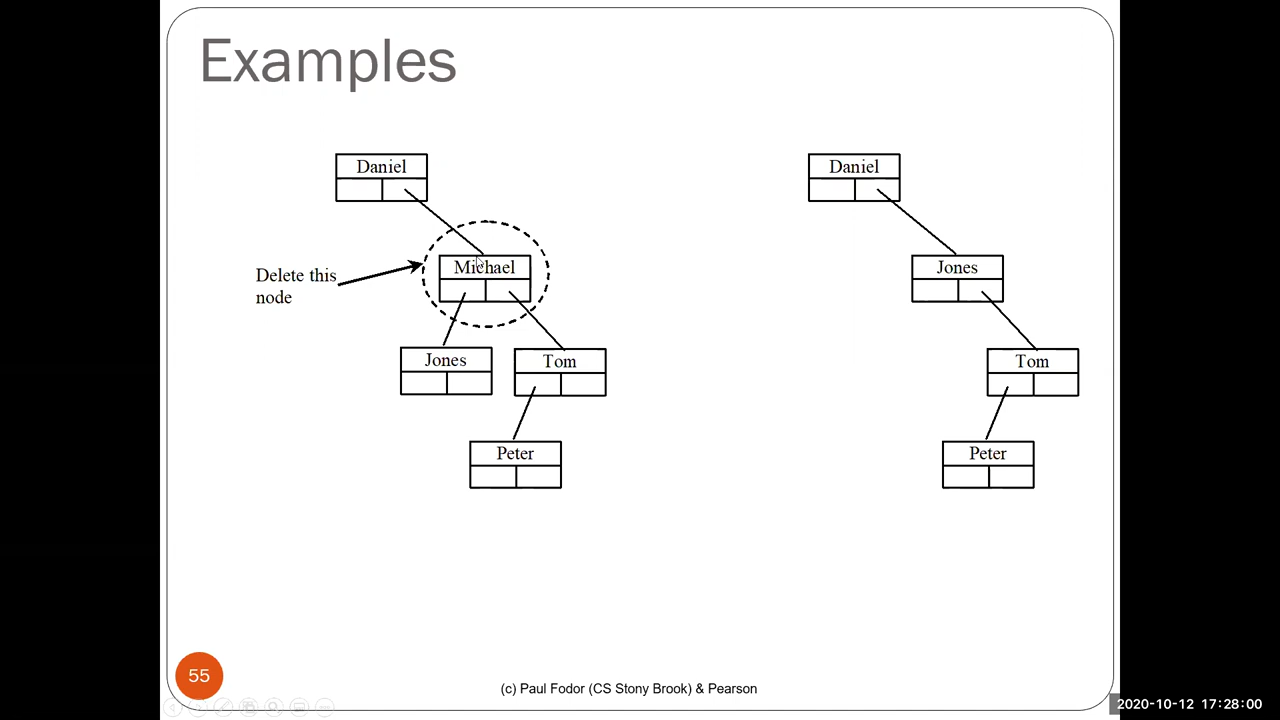 Examples
Daniel
Daniel
Delete this
node
Michael
Jones
Jones
Tom
Tom
Peter
Peter
55
(c) Paul Fodor (CS Stony Brook) & Pearson
2020-10-12 17:28:00